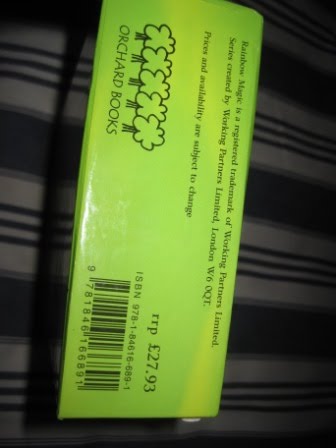 Rainbow Magic is a registered trademark of Working Partners Limited.
Series created by Working Partners Limited, London W6 0QT.
Prices and availability are subject to change
ORCHARD BOOKS
rrp £27.93
ISBN 978-1-84616-689-1
9 781846 166891